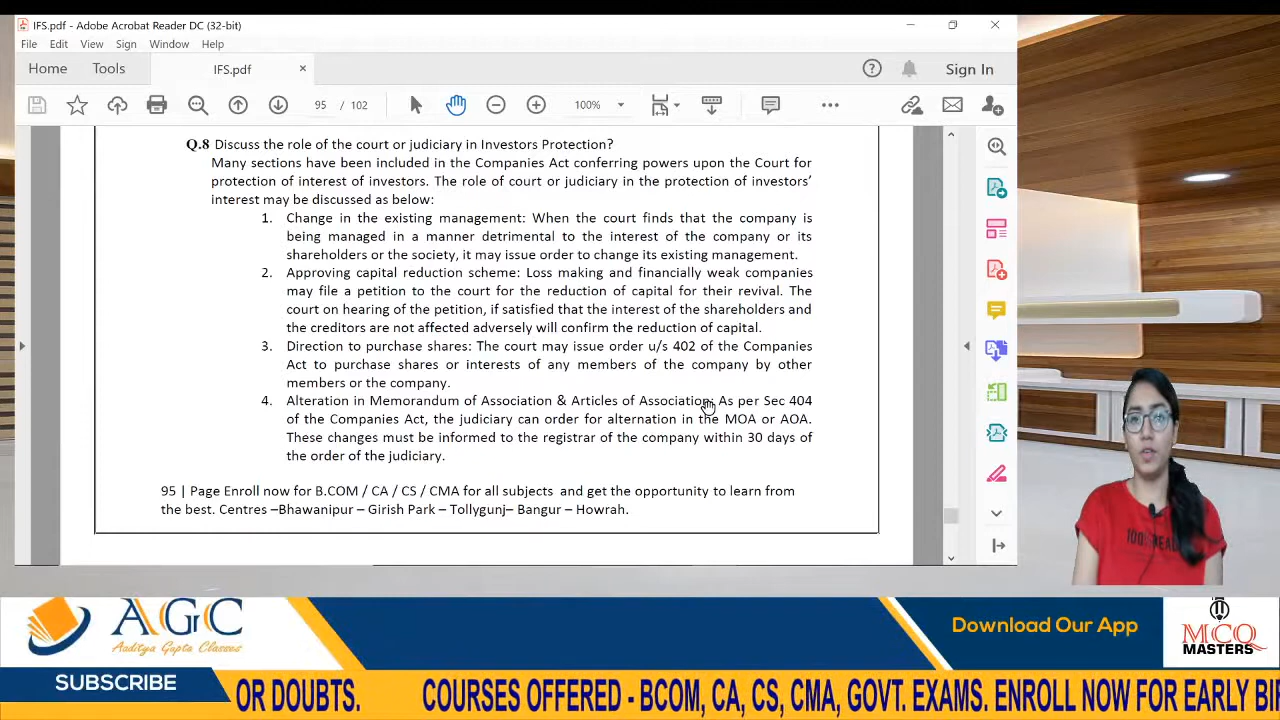 IFS.pdf - Adobe Acrobat Reader DC (32-bit)
File Edit View Sign Window Help
Home Tools IFS.pdf × Sign In
95 / 102 100%
Q.8 Discuss the role of the court or judiciary in Investors Protection?
Many sections have been included in the Companies Act conferring powers upon the Court for
protection of interest of investors. The role of court or judiciary in the protection of investors'
interest may be discussed as below:
1. Change in the existing management: When the court finds that the company is
being managed in a manner detrimental to the interest of the company or its
shareholders or the society, it may issue order to change its existing management.
2. Approving capital reduction scheme: Loss making and financially weak companies
may file a petition to the court for the reduction of capital for their revival. The
court on hearing of the petition, if satisfied that the interest of the shareholders and
the creditors are not affected adversely will confirm the reduction of capital.
3. Direction to purchase shares: The court may issue order u/s 402 of the Companies
Act to purchase shares or interests of any members of the company by other
members or the company.
4. Alteration in Memorandum of Association & Articles of Association: As per Sec 404
of the Companies Act, the judiciary can order for alternation in the MOA or AOA.
These changes must be informed to the registrar of the company within 30 days of
the order of the judiciary.
95 | Page Enroll now for B.COM / CA / CS / CMA for all subjects and get the opportunity to learn from
the best. Centres –Bhawanipur – Girish Park – Tollygunj– Bangur – Howrah.
AGC
Aaditya Gupta Classes
Download Our App
MCQ
MASTERS
SUBSCRIBE
OR DOUBTS. COURSES OFFERED - BCOM, CA, CS, CMA, GOVT. EXAMS. ENROLL NOW FOR EARLY BI